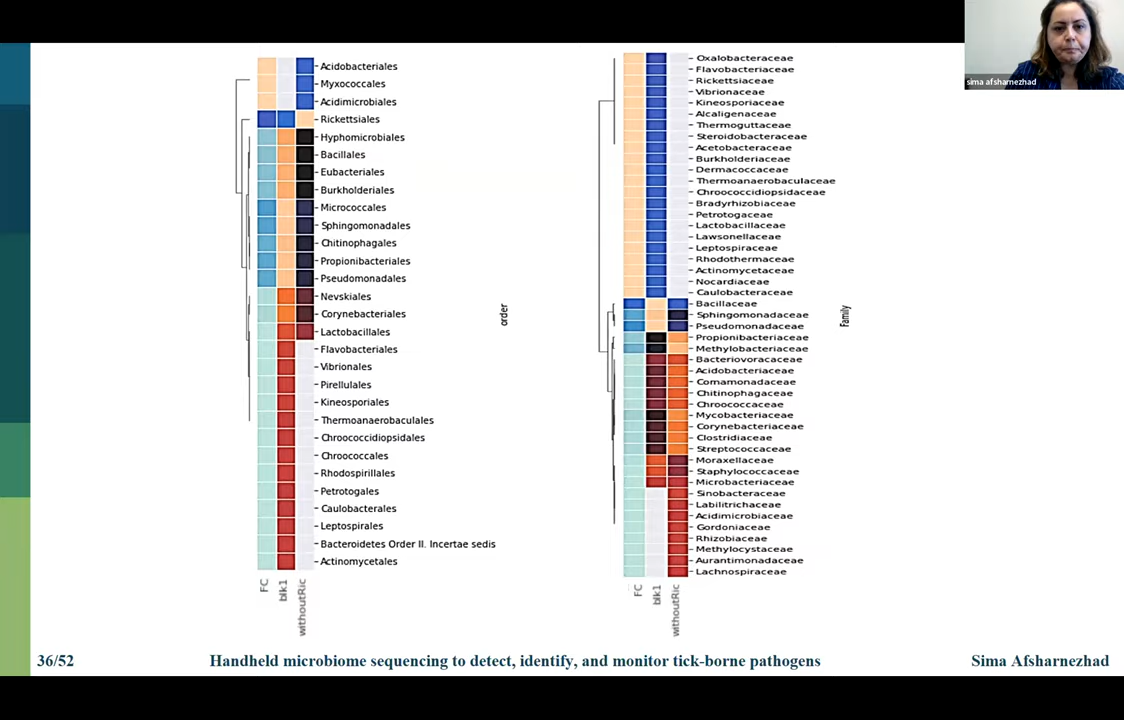 sima afsharnezhad
Acidobacteriales
Myxococcales
Acidimicrobiales
Rickettsiales
Hyphomicrobiales
Bacillales
Eubacteriales
Burkholderiales
Micrococcales
Sphingomonadales
Chitinophagales
Propionibacteriales
Pseudomonadales
Nevskiales
Corynebacteriales
Lactobacillales
Flavobacteriales
Vibrionales
Pirellulales
Kineosporiales
Thermoanaerobaculales
Chroococcidiopsidales
Chroococcales
Rhodospirillales
Petrotogales
Caulobacterales
Leptospirales
Bacteroidetes Order II. Incertae sedis
Actinomycetales
order
FC
blk1
withoutRic
Oxalobacteraceae
Flavobacteriaceae
Rickettsiaceae
Vibrionaceae
Kineosporiaceae
Alcaligenaceae
Thermoguttaceae
Steroidobacteraceae
Acetobacteraceae
Burkholderiaceae
Dermacoccaceae
Thermoanaerobaculaceae
Chroococcidiopsidaceae
Bradyrhizobiaceae
Petrotogaceae
Lactobacillaceae
Lawsonellaceae
Leptospiraceae
Rhodothermaceae
Actinomycetaceae
Nocardiaceae
Caulobacteraceae
Bacillaceae
Sphingomonadaceae
Pseudomonadaceae
Propionibacteriaceae
Methylobacteriaceae
Bacteriovoracaceae
Acidobacteriaceae
Comamonadaceae
Chitinophagaceae
Chroococcaceae
Mycobacteriaceae
Corynebacteriaceae
Clostridiaceae
Streptococcaceae
Moraxellaceae
Staphylococcaceae
Microbacteriaceae
Sinobacteraceae
Labilitrichaceae
Acidimicrobiaceae
Gordoniaceae
Rhizobiaceae
Methylocystaceae
Aurantimonadaceae
Lachnospiraceae
Family
FC
blk1
withoutRic
36/52
Handheld microbiome sequencing to detect, identify, and monitor tick-borne pathogens
Sima Afsharnezhad